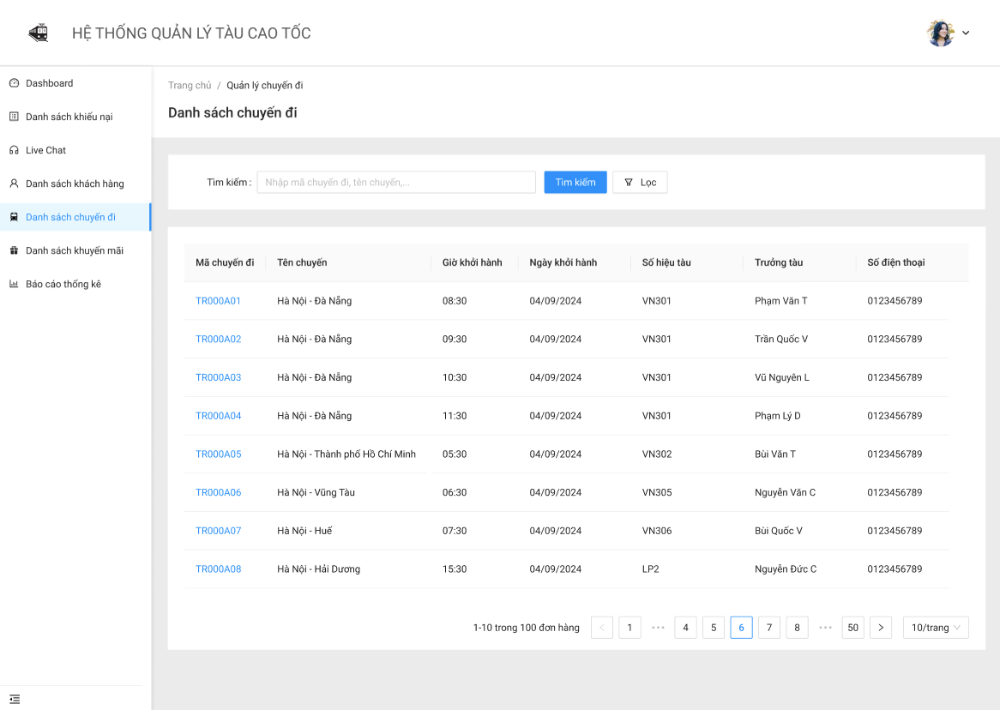 HỆ THỐNG QUẢN LÝ TÀU CAO TỐC
Dashboard
Danh sách khiếu nại
Live Chat
Danh sách khách hàng
Danh sách chuyến đi
Danh sách khuyến mãi
Báo cáo thống kê
Trang chủ / Quản lý chuyến đi
Danh sách chuyến đi
Tìm kiếm : Nhập mã chuyến đi, tên chuyến,... Tìm kiếm Lọc
Mã chuyến đi Tên chuyến Giờ khởi hành Ngày khởi hành Số hiệu tàu Trưởng tàu Số điện thoại
TR000A01 Hà Nội - Đà Nẵng 08:30 04/09/2024 VN301 Phạm Văn T 0123456789
TR000A02 Hà Nội - Đà Nẵng 09:30 04/09/2024 VN301 Trần Quốc V 0123456789
TR000A03 Hà Nội - Đà Nẵng 10:30 04/09/2024 VN301 Vũ Nguyên L 0123456789
TR000A04 Hà Nội - Đà Nẵng 11:30 04/09/2024 VN301 Phạm Lý D 0123456789
TR000A05 Hà Nội - Thành phố Hồ Chí Minh 05:30 04/09/2024 VN302 Bùi Văn T 0123456789
TR000A06 Hà Nội - Vũng Tàu 06:30 04/09/2024 VN305 Nguyễn Văn C 0123456789
TR000A07 Hà Nội - Huế 07:30 04/09/2024 VN306 Bùi Quốc V 0123456789
TR000A08 Hà Nội - Hải Dương 15:30 04/09/2024 LP2 Nguyễn Đức C 0123456789
1-10 trong 100 đơn hàng < 1 ••• 4 5 6 7 8 ••• 50 > 10/trang